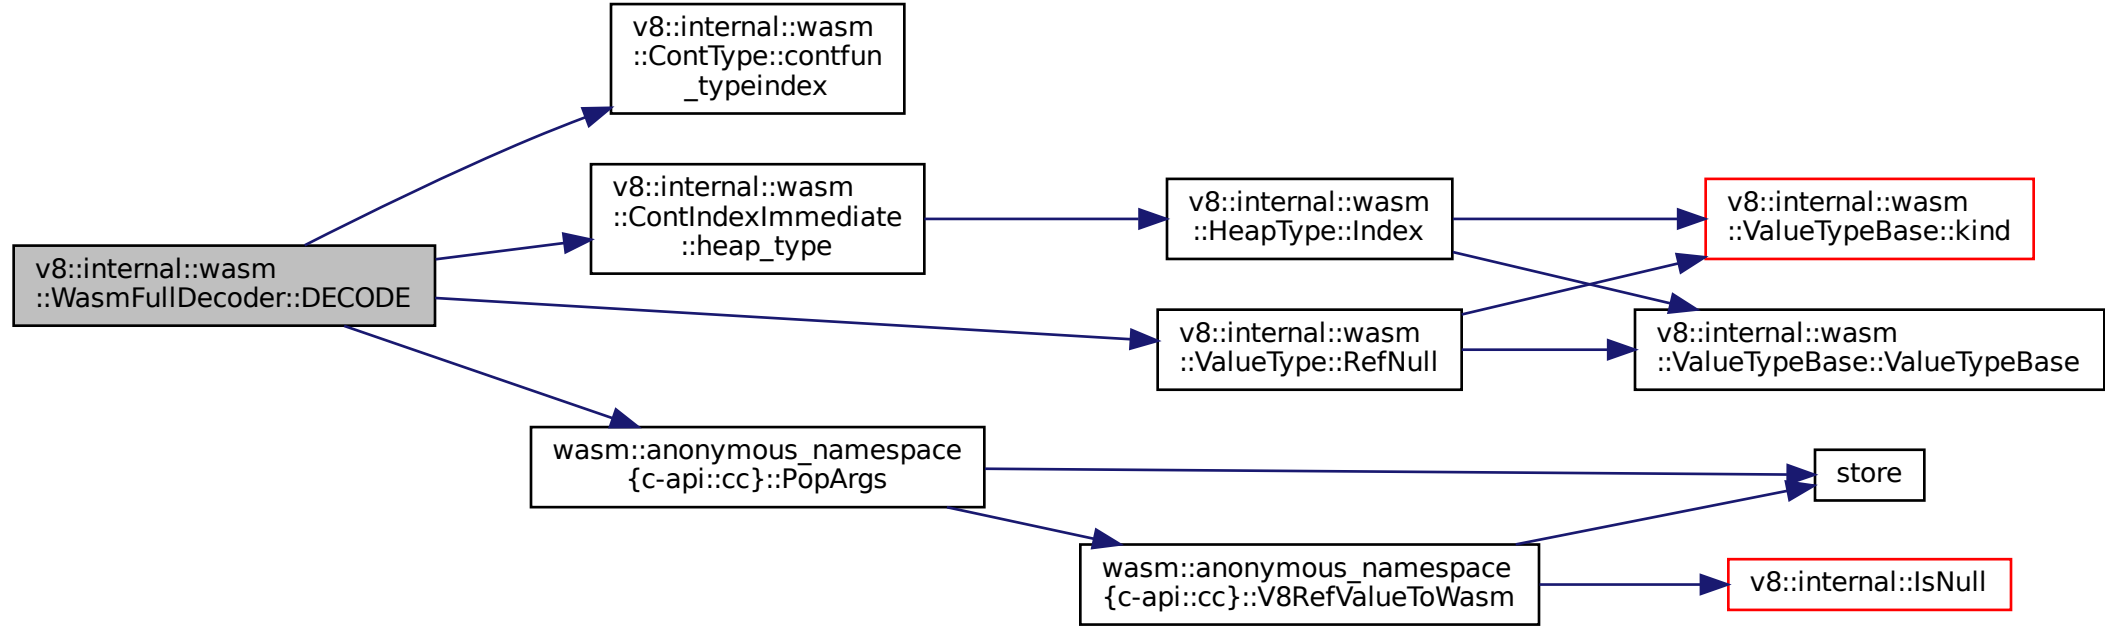 v8::internal::wasm
::ContType::contfun
_typeindex
v8::internal::wasm
::ContIndexImmediate
::heap_type
v8::internal::wasm
::HeapType::Index
v8::internal::wasm
::ValueTypeBase::kind
v8::internal::wasm
::WasmFullDecoder::DECODE
v8::internal::wasm
::ValueType::RefNull
v8::internal::wasm
::ValueTypeBase::ValueTypeBase
wasm::anonymous_namespace
{c-api::cc}::PopArgs
store
wasm::anonymous_namespace
{c-api::cc}::V8RefValueToWasm
v8::internal::IsNull